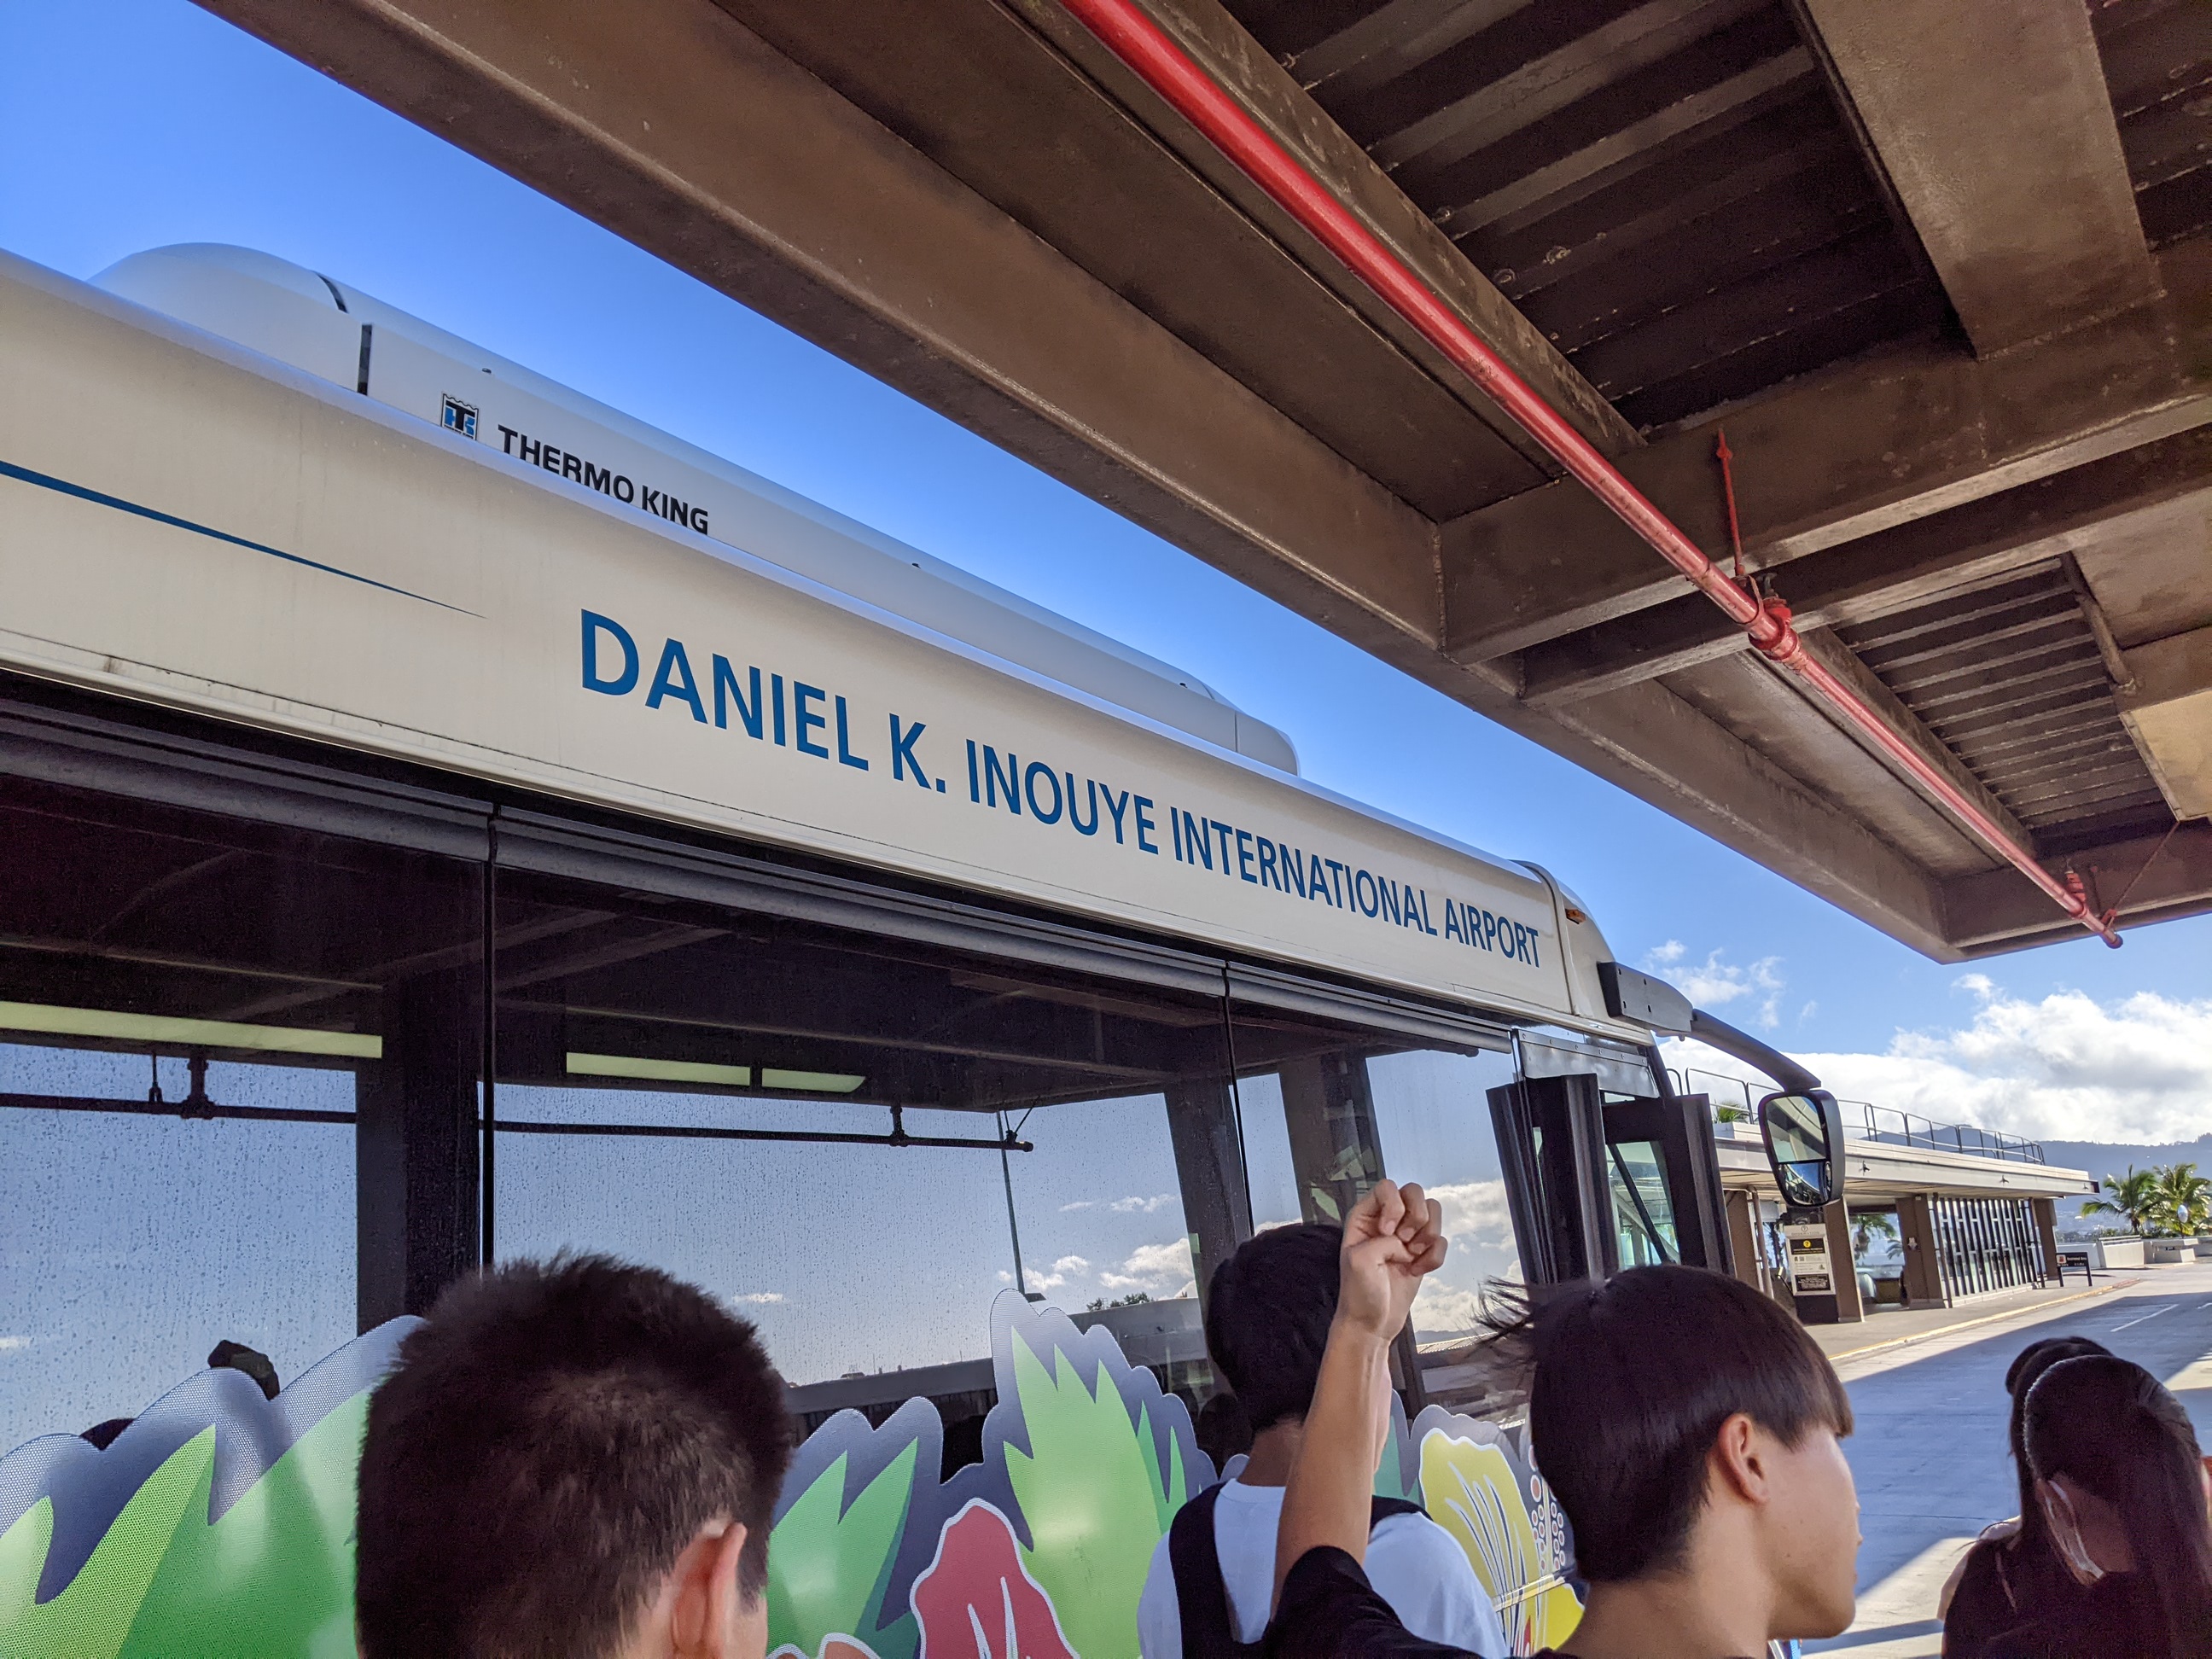 THERMO KING
DANIEL K. INOUYE INTERNATIONAL AIRPORT